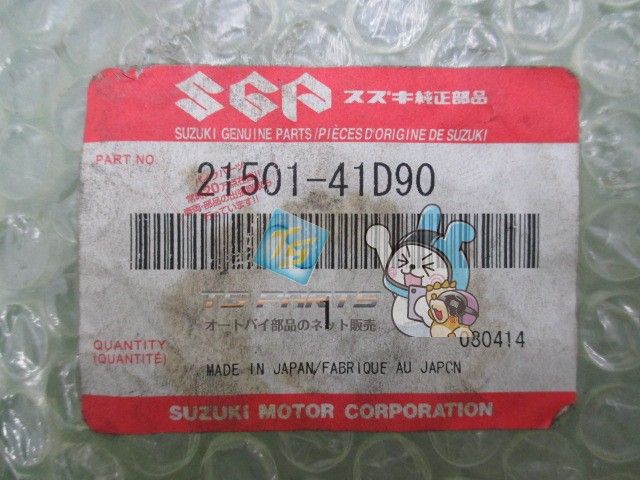 SGP スズキ純正部品
SUZUKI GENUINE PARTS/PIÈCES D'ORIGINE DE SUZUKI
PART NO
21501-41D90
TS PARTS
オートバイ部品のネット販売
1
QUANTITY
(QUANTITÉ)
030414
MADE IN JAPAN/FABRIQUE AU JAPON
SUZUKI MOTOR CORPORATION